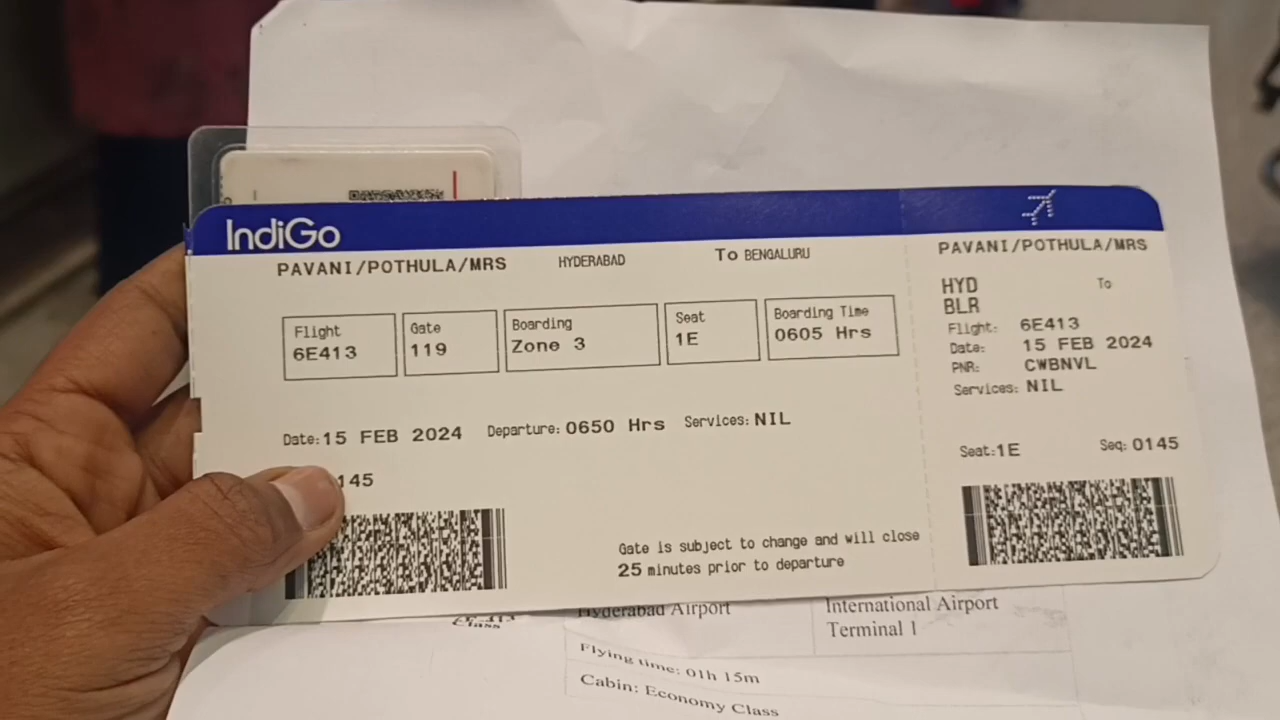 IndiGo
PAVANI/POTHULA/MRS HYDERABAD To BENGALURU
Flight Gate Boarding Seat Boarding Time
6E413 119 Zone 3 1E 0605 Hrs
Date: 15 FEB 2024 Departure: 0650 Hrs Services: NIL
145
Gate is subject to change and will close
25 minutes prior to departure
PAVANI/POTHULA/MRS
HYD To
BLR
Flight: 6E413
Date: 15 FEB 2024
PNR: CWBNVL
Services: NIL
Seat: 1E Seq: 0145
Hyderabad Airport
International Airport
Terminal 1
Class
Flying time: 01h 15m
Cabin: Economy Class